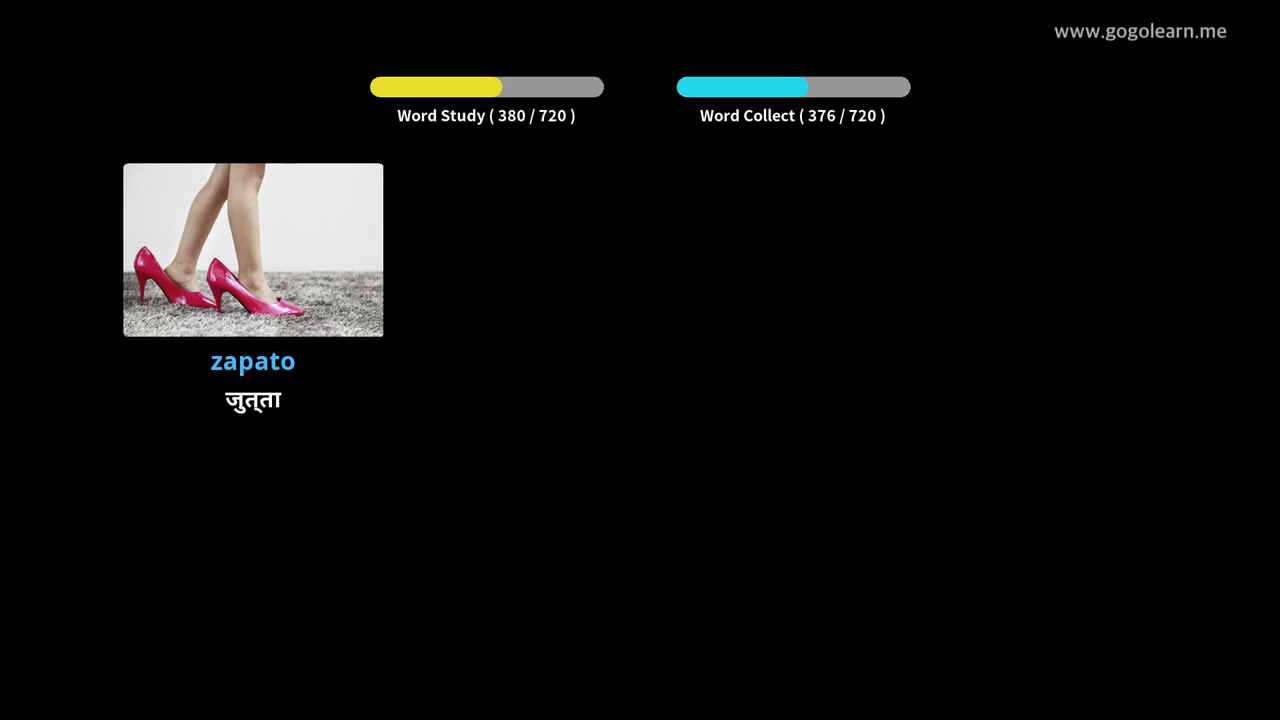 www.gogolearn.me
Word Study ( 380 / 720 )
Word Collect ( 376 / 720 )
zapato
जुत्ता